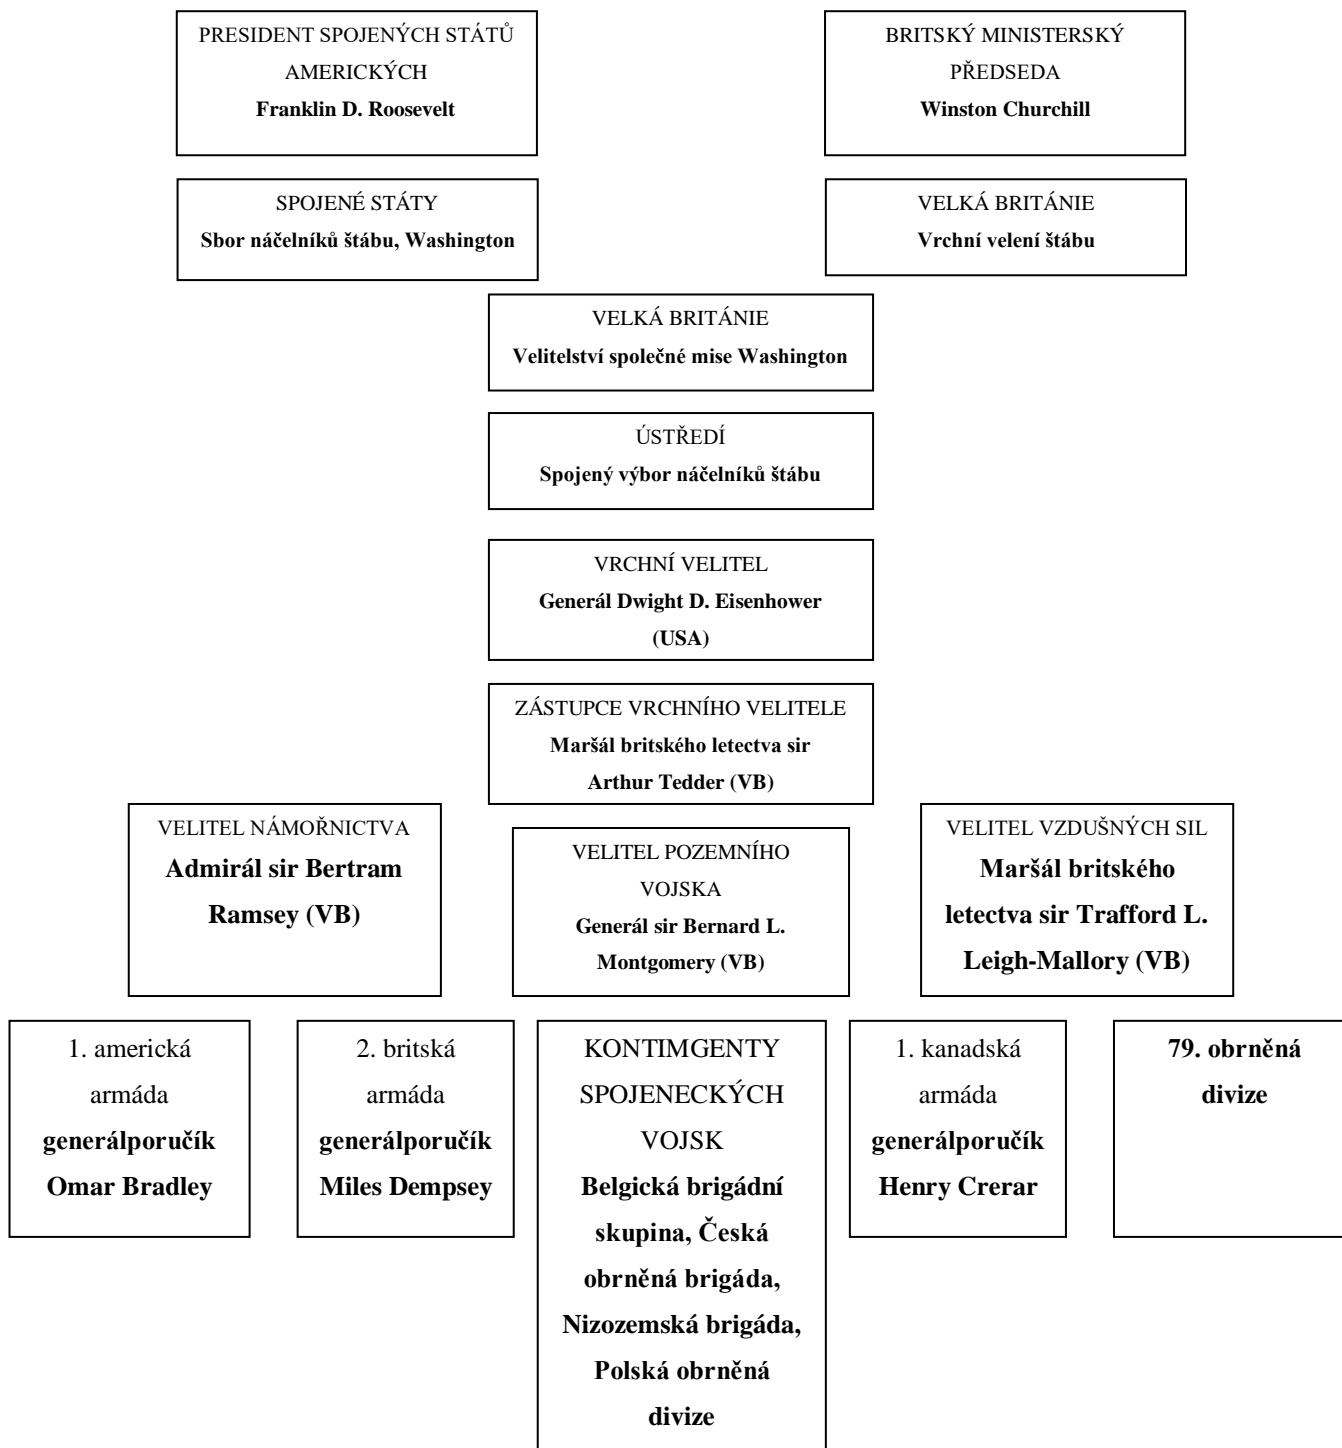 PRESIDENT SPOJENÝCH STÁTŮ
AMERICKÝCH
Franklin D. Roosevelt
BRITSKÝ MINISTERSKÝ
PŘEDSEDA
Winston Churchill
SPOJENÉ STÁTY
Sbor náčelníků štábu, Washington
VELKÁ BRITÁNIE
Vrchní velení štábu
VELKÁ BRITÁNIE
Velitelství společné mise Washington
ÚSTŘEDÍ
Spojený výbor náčelníků štábu
VRCHNÍ VELITEL
Generál Dwight D. Eisenhower
(USA)
ZÁSTUPCE VRCHNÍHO VELITELE
Maršál britského letectva sir
Arthur Tedder (VB)
VELITEL NÁMOŘNICTVA
Admirál sir Bertram
Ramsey (VB)
VELITEL POZEMNÍHO
VOJSKA
Generál sir Bernard L.
Montgomery (VB)
VELITEL VZDUŠNÝCH SIL
Maršál britského
letectva sir Trafford L.
Leigh-Mallory (VB)
1. americká
armáda
generálporučík
Omar Bradley
2. britská
armáda
generálporučík
Miles Dempsey
KONTIMGENTY
SPOJENECKÝCH
VOJSK
Belgická brigádní
skupina, Česká
obrněná brigáda,
Nizozemská brigáda,
Polská obrněná
divize
1. kanadská
armáda
generálporučík
Henry Crerar
79. obrněná
divize